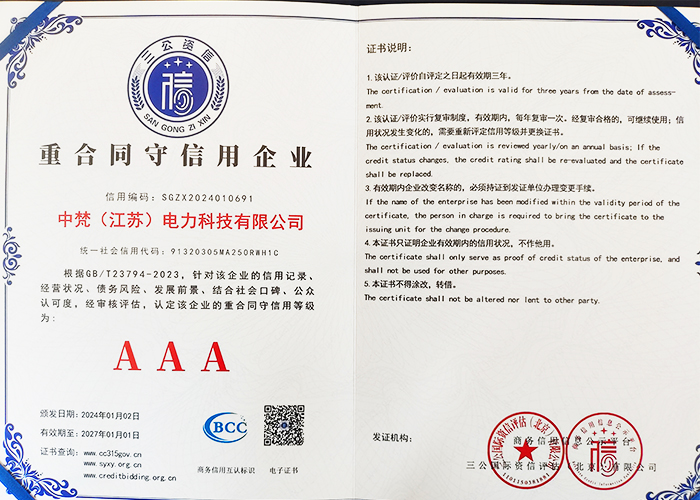 三公资信
SAN GONG ZI XIN
重合同守信用企业
信用编码：SGZX2024010691
中梵（江苏）电力科技有限公司
统一社会信用代码：91320305MA250RWH1C
根据GB/T23794-2023，针对该企业的信用记录、
经营状况、债务风险、发展前景、结合社会口碑、公众
认可度，经审核评估，认定该企业的重合同守信用等级
为：
AAA
颁发日期：2024年01月02日
有效期至：2027年01月01日
证书查询：www.cc315gov.cn
www.syxy.org.cn
www.creditbidding.org.cn
BCC
商务信用互认标识
电子证书
证书说明：
1. 该认证/评价自评定之日起有效期三年。
The certification / evaluation is valid for three years from the date of assess-
ment.
2. 该认证/评价实行复审制度，有效期内，每年复审一次。经复审合格的，可继续使用；信
用状况发生变化的，需要重新评定信用等级并更换证书。
The certification / evaluation is reviewed yearly/on an annual basis; If the
credit status changes, the credit rating shall be re-evaluated and the certificate
shall be replaced.
3. 有效期内企业改变名称的，必须持证到发证单位办理变更手续。
If the name of the enterprise has been modified within the validity period of the
certificate, the person in charge is required to bring the certificate to the
issuing unit for the change procedure.
4. 本证书只证明企业有效期内的信用状况，不作他用。
The certificate shall only serve as proof of credit status of the enterprise, and
shall not be used for other purposes.
5. 本证书不得涂改，转借。
The certificate shall not be altered nor lent to other party.
发证机构：
商务信用信息公示平台
三公国际资信评估（北京）有限公司